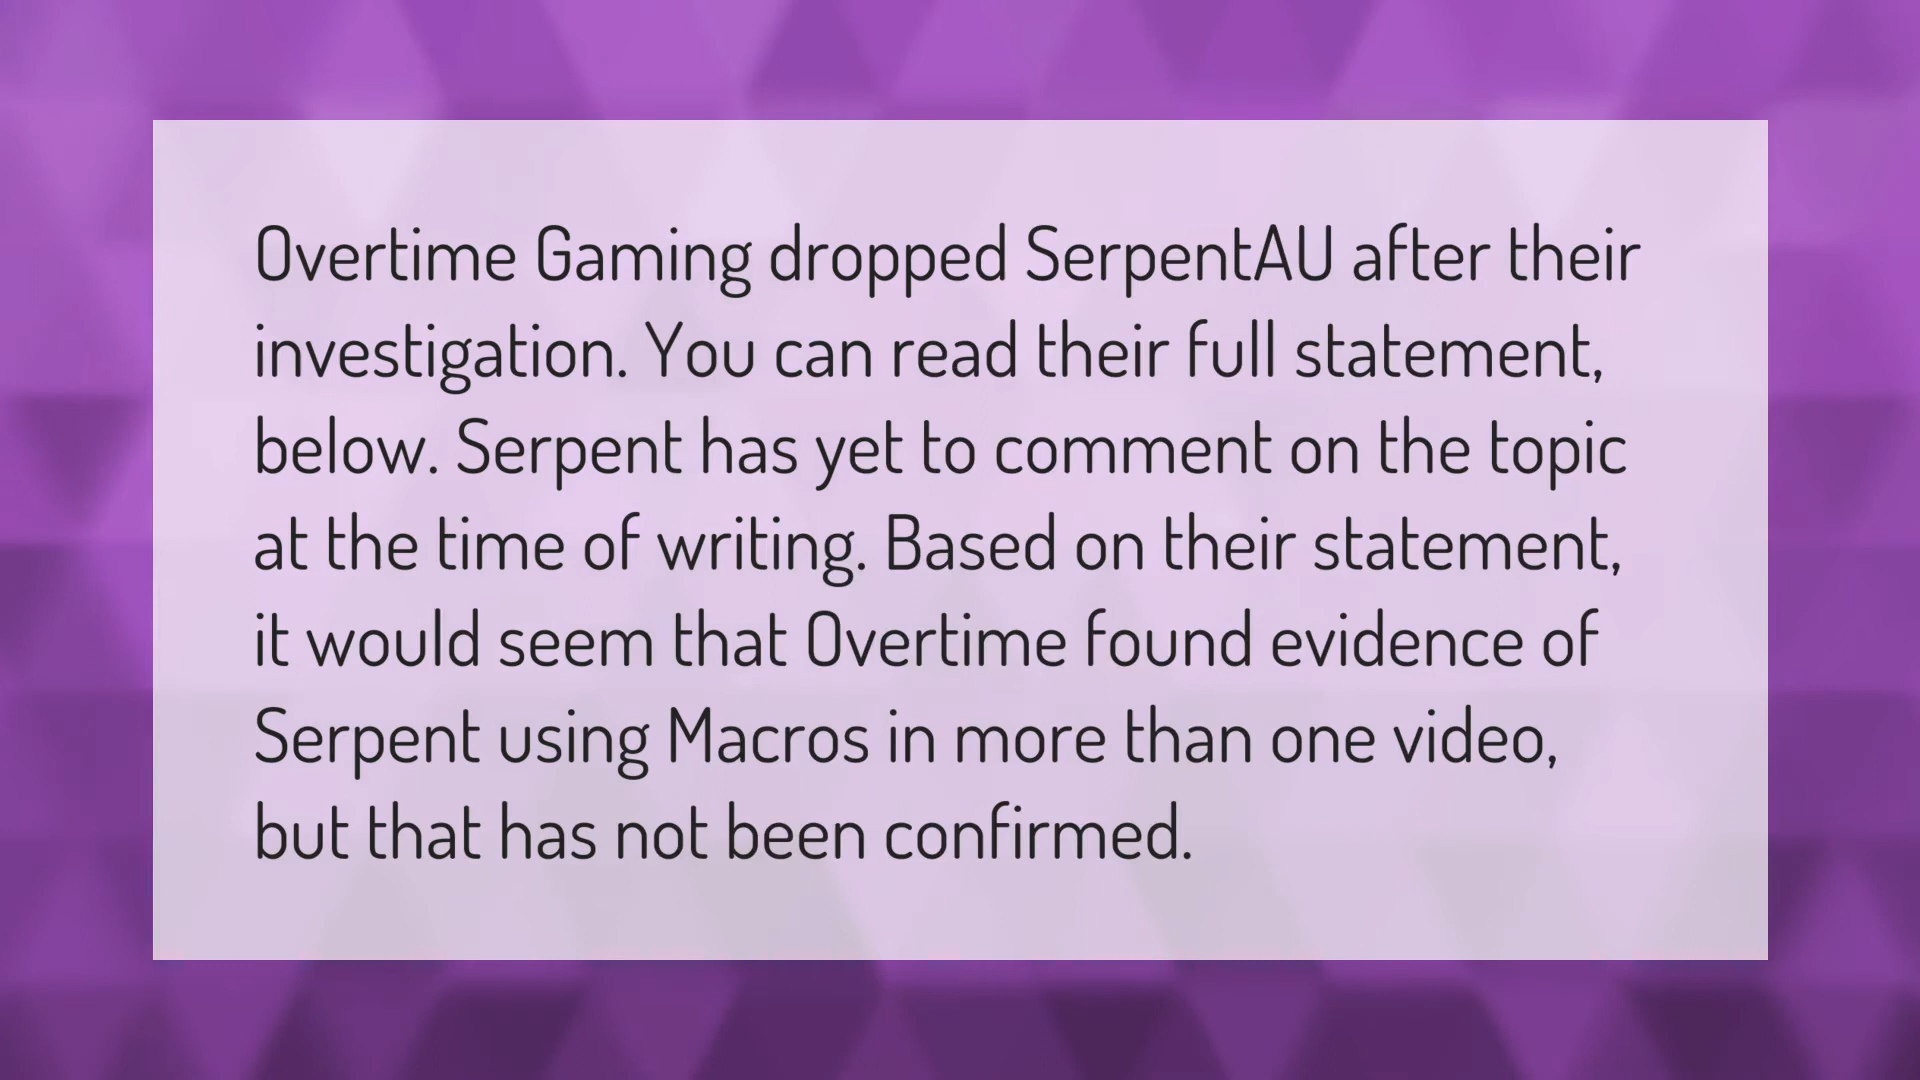 Overtime Gaming dropped SerpentAU after their
investigation. You can read their full statement,
below. Serpent has yet to comment on the topic
at the time of writing. Based on their statement,
it would seem that Overtime found evidence of
Serpent using Macros in more than one video,
but that has not been confirmed.